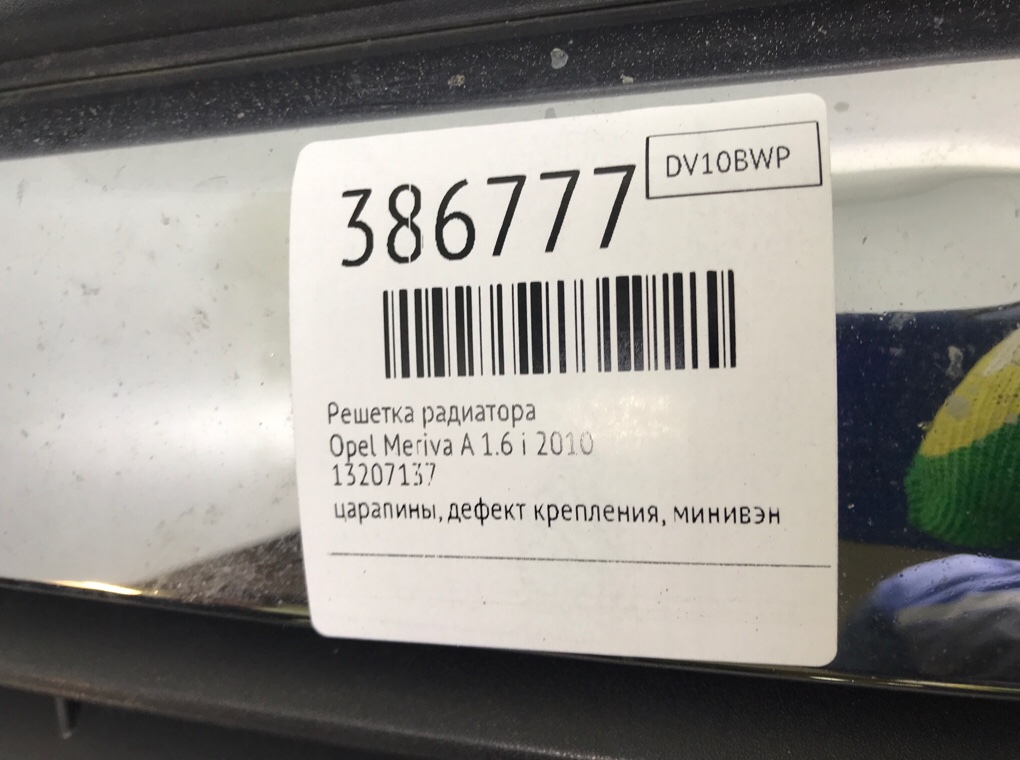 DV10BWP
386777
Решетка радиатора
Opel Meriva A 1.6 i 2010
13207137
царапины, дефект крепления, минивэн